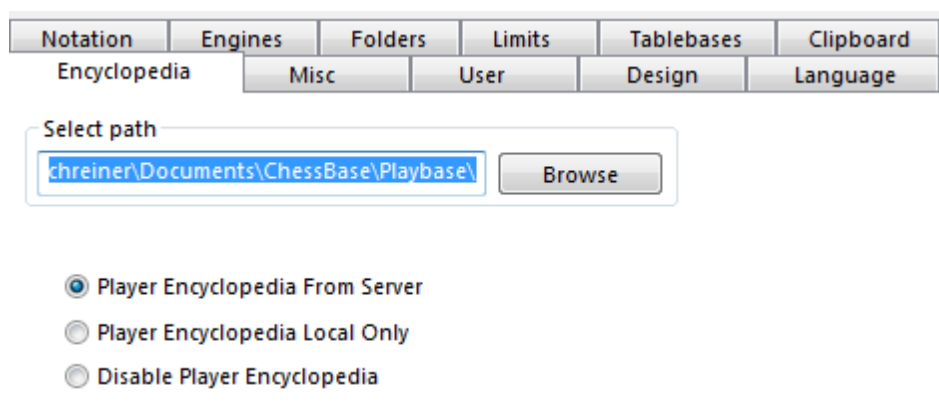 Notation Engines Folders Limits Tablebases Clipboard
Encyclopedia Misc User Design Language
Select path
chreiner\Documents\ChessBase\Playbase\
Browse
Player Encyclopedia From Server
Player Encyclopedia Local Only
Disable Player Encyclopedia